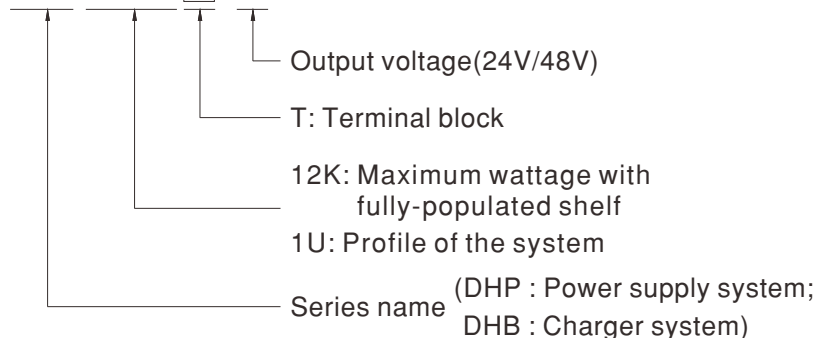 Output voltage(24V/48V)
T: Terminal block
12K: Maximum wattage with
fully-populated shelf
1U: Profile of the system
Series name (DHP : Power supply system;
DHB : Charger system)